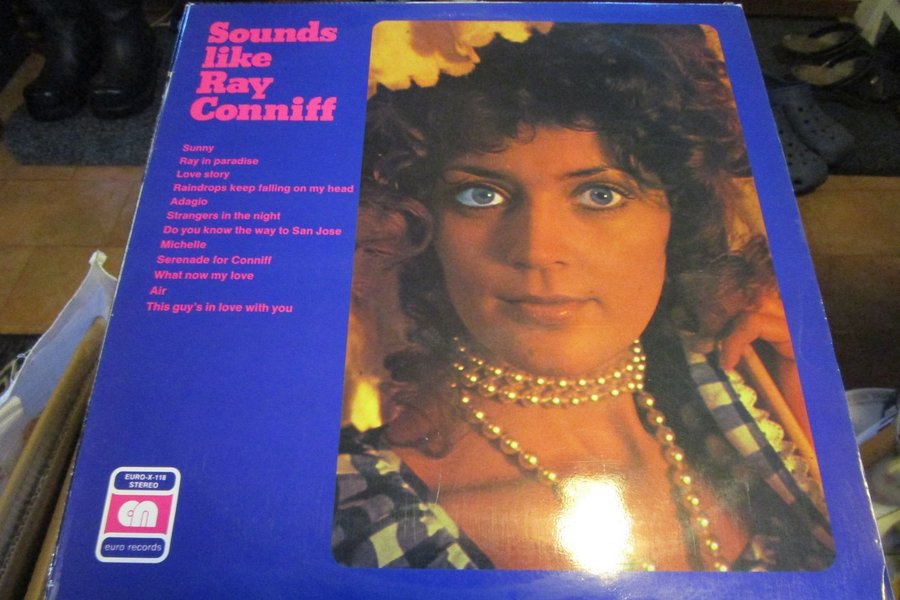 Sounds
like
Ray
Conniff
Sunny
Ray in paradise
Love story
Raindrops keep falling on my head
Adagio
Strangers in the night
Do you know the way to San Jose
Michelle
Serenade for Conniff
What now my love
Air
This guy's in love with you
EURO-X-118
STEREO
euro records